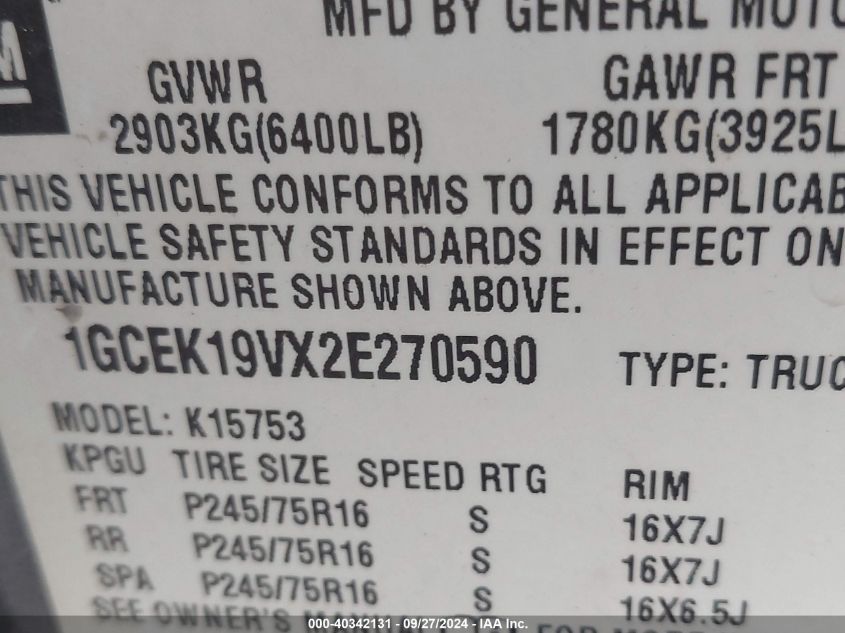 MFD BY GENERAL MOTO
GVWR GAWR FRT
2903KG(6400LB) 1780KG(3925L
THIS VEHICLE CONFORMS TO ALL APPLICAB
VEHICLE SAFETY STANDARDS IN EFFECT ON
MANUFACTURE SHOWN ABOVE.
1GCEK19VX2E270590 TYPE: TRUC
MODEL: K15753
KPGU TIRE SIZE SPEED RTG RIM
FRT P245/75R16 S 16X7J
RR P245/75R16 S 16X7J
SPA P245/75R16 S 16X6.5J
SEE OWNER'S
000-40342131 - 09/27/2024 - IAA Inc.